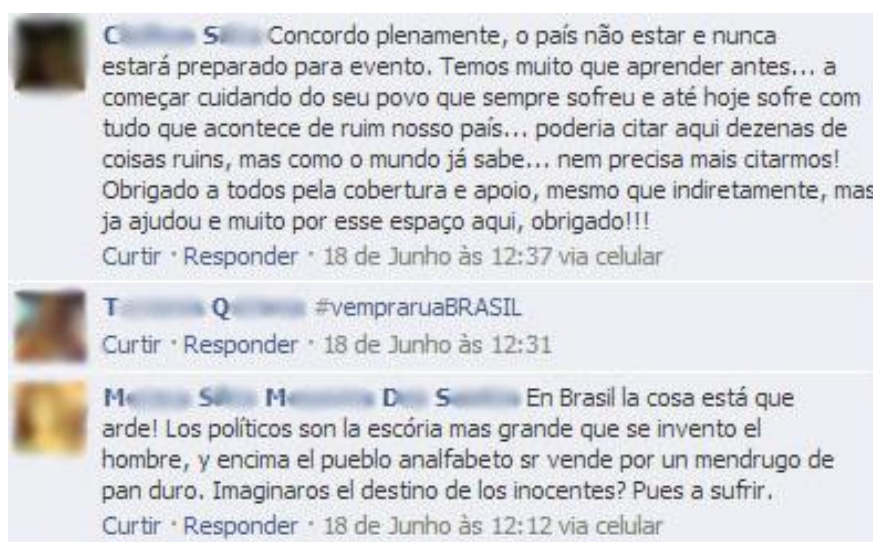 Concordo plenamente, o país não estar e nunca
estará preparado para evento. Temos muito que aprender antes... a
começar cuidando do seu povo que sempre sofreu e até hoje sofre com
tudo que acontece de ruim nosso país... poderia citar aqui dezenas de
coisas ruins, mas como o mundo já sabe... nem precisa mais citarmos!
Obrigado a todos pela cobertura e apoio, mesmo que indiretamente, mas
ja ajudou e muito por esse espaço aqui, obrigado!!!
Curtir · Responder · 18 de Junho às 12:37 via celular
#vempraruaBRASIL
Curtir · Responder · 18 de Junho às 12:31
En Brasil la cosa está que
arde! Los políticos son la escória mas grande que se invento el
hombre, y encima el pueblo analfabeto sr vende por un mendrugo de
pan duro. Imaginaros el destino de los inocentes? Pues a sufrir.
Curtir · Responder · 18 de Junho às 12:12 via celular